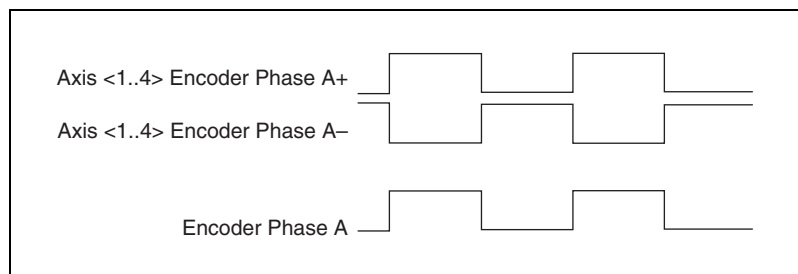 Axis <1..4> Encoder Phase A+
Axis <1..4> Encoder Phase A–
Encoder Phase A